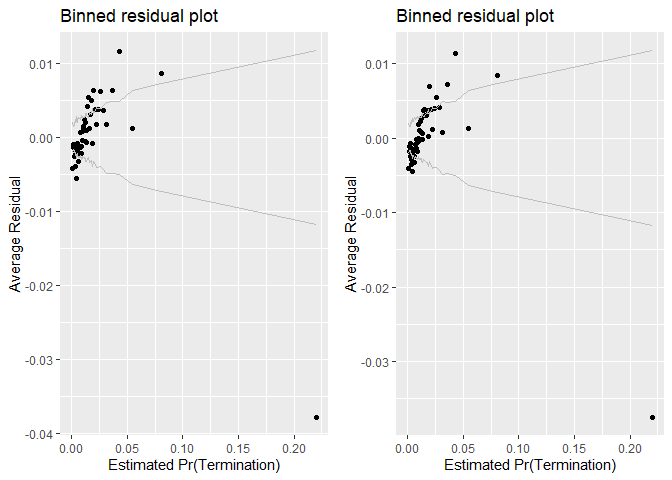 Binned residual plot
0.01
0.00
-0.01
-0.02
-0.03
-0.04
Average Residual
0.00 0.05 0.10 0.15 0.20
Estimated Pr(Termination)
Binned residual plot
0.01
0.00
-0.01
-0.02
-0.03
Average Residual
0.00 0.05 0.10 0.15 0.20
Estimated Pr(Termination)